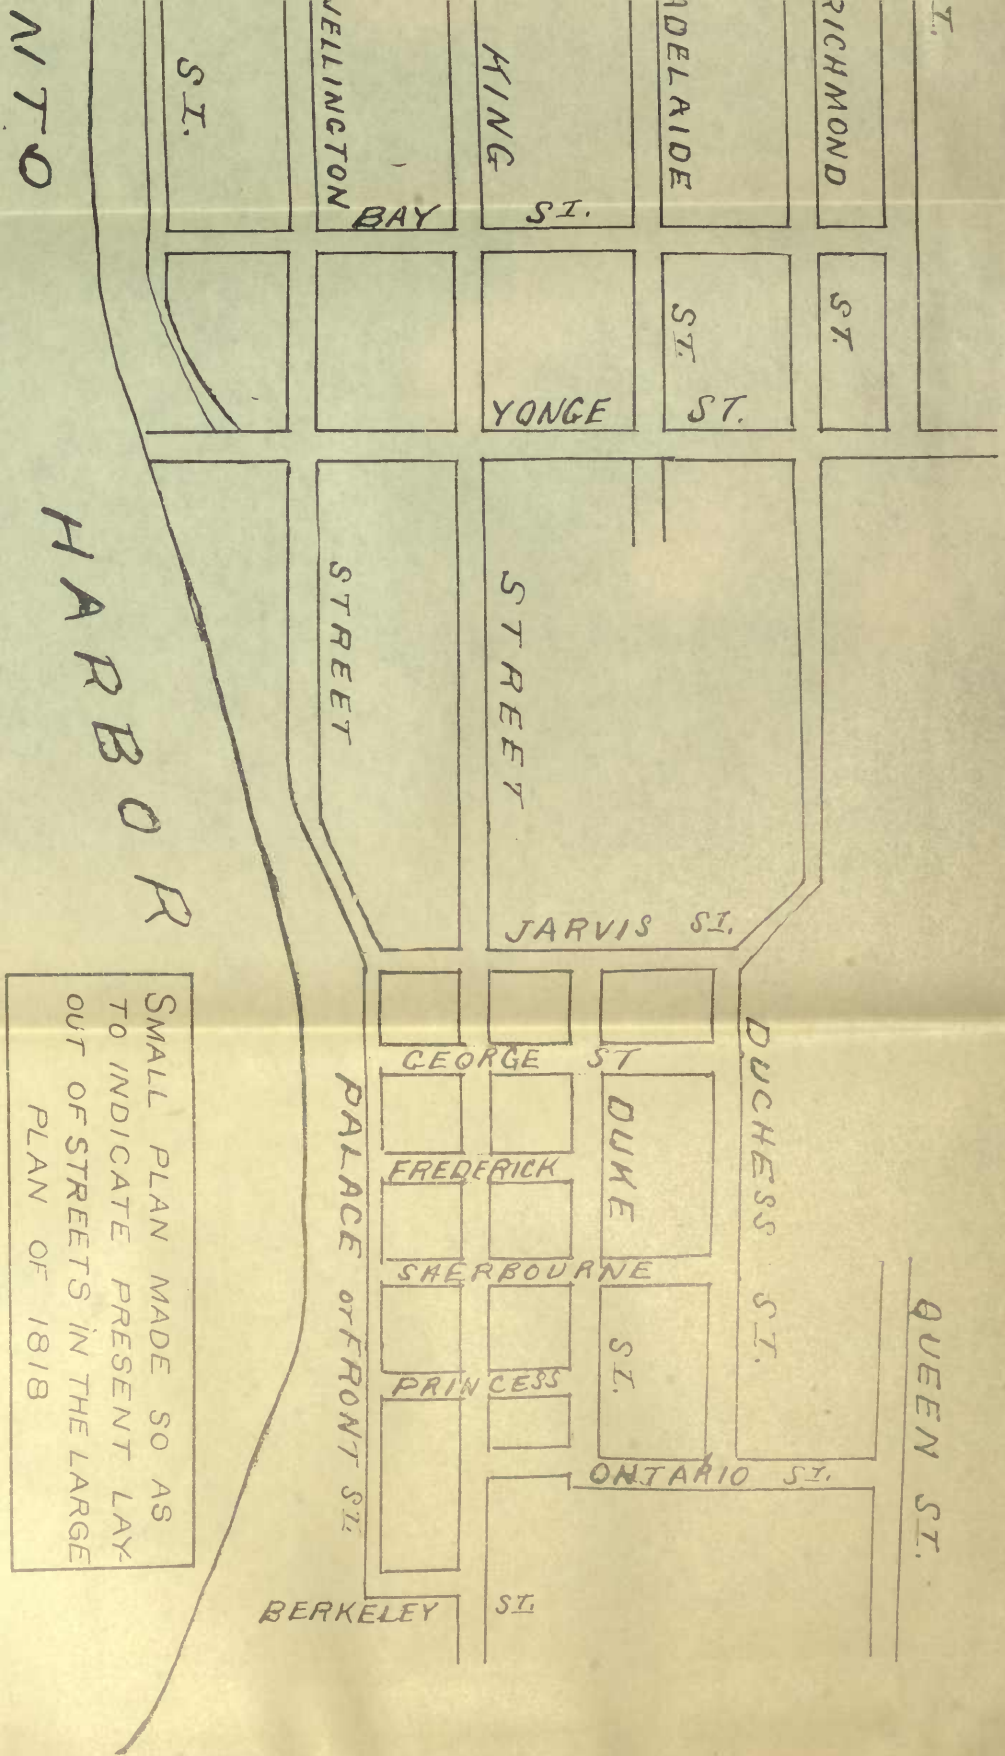 ST.
RICHMOND ST.
ADELAIDE ST.
KING STREET
WELLINGTON STREET
ST.
BAY ST.
YONGE ST.
JARVIS ST.
GEORGE ST
FREDERICK
SHERBOURNE
PRINCESS
ONTARIO ST.
BERKELEY ST.
QUEEN ST.
DUCHESS ST.
DUKE ST.
PALACE or FRONT ST.
NTO HARBOR
SMALL PLAN MADE SO AS
TO INDICATE PRESENT LAY-
OUT OF STREETS IN THE LARGE
PLAN OF 1818